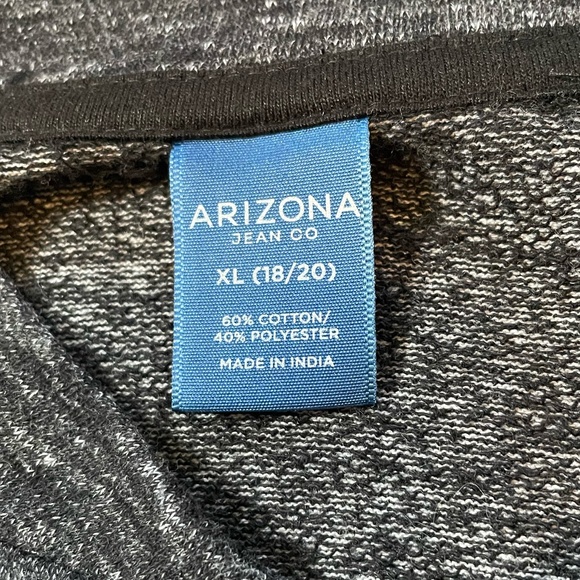 ARIZONA
JEAN CO
XL (18/20)
60% COTTON/
40% POLYESTER
MADE IN INDIA